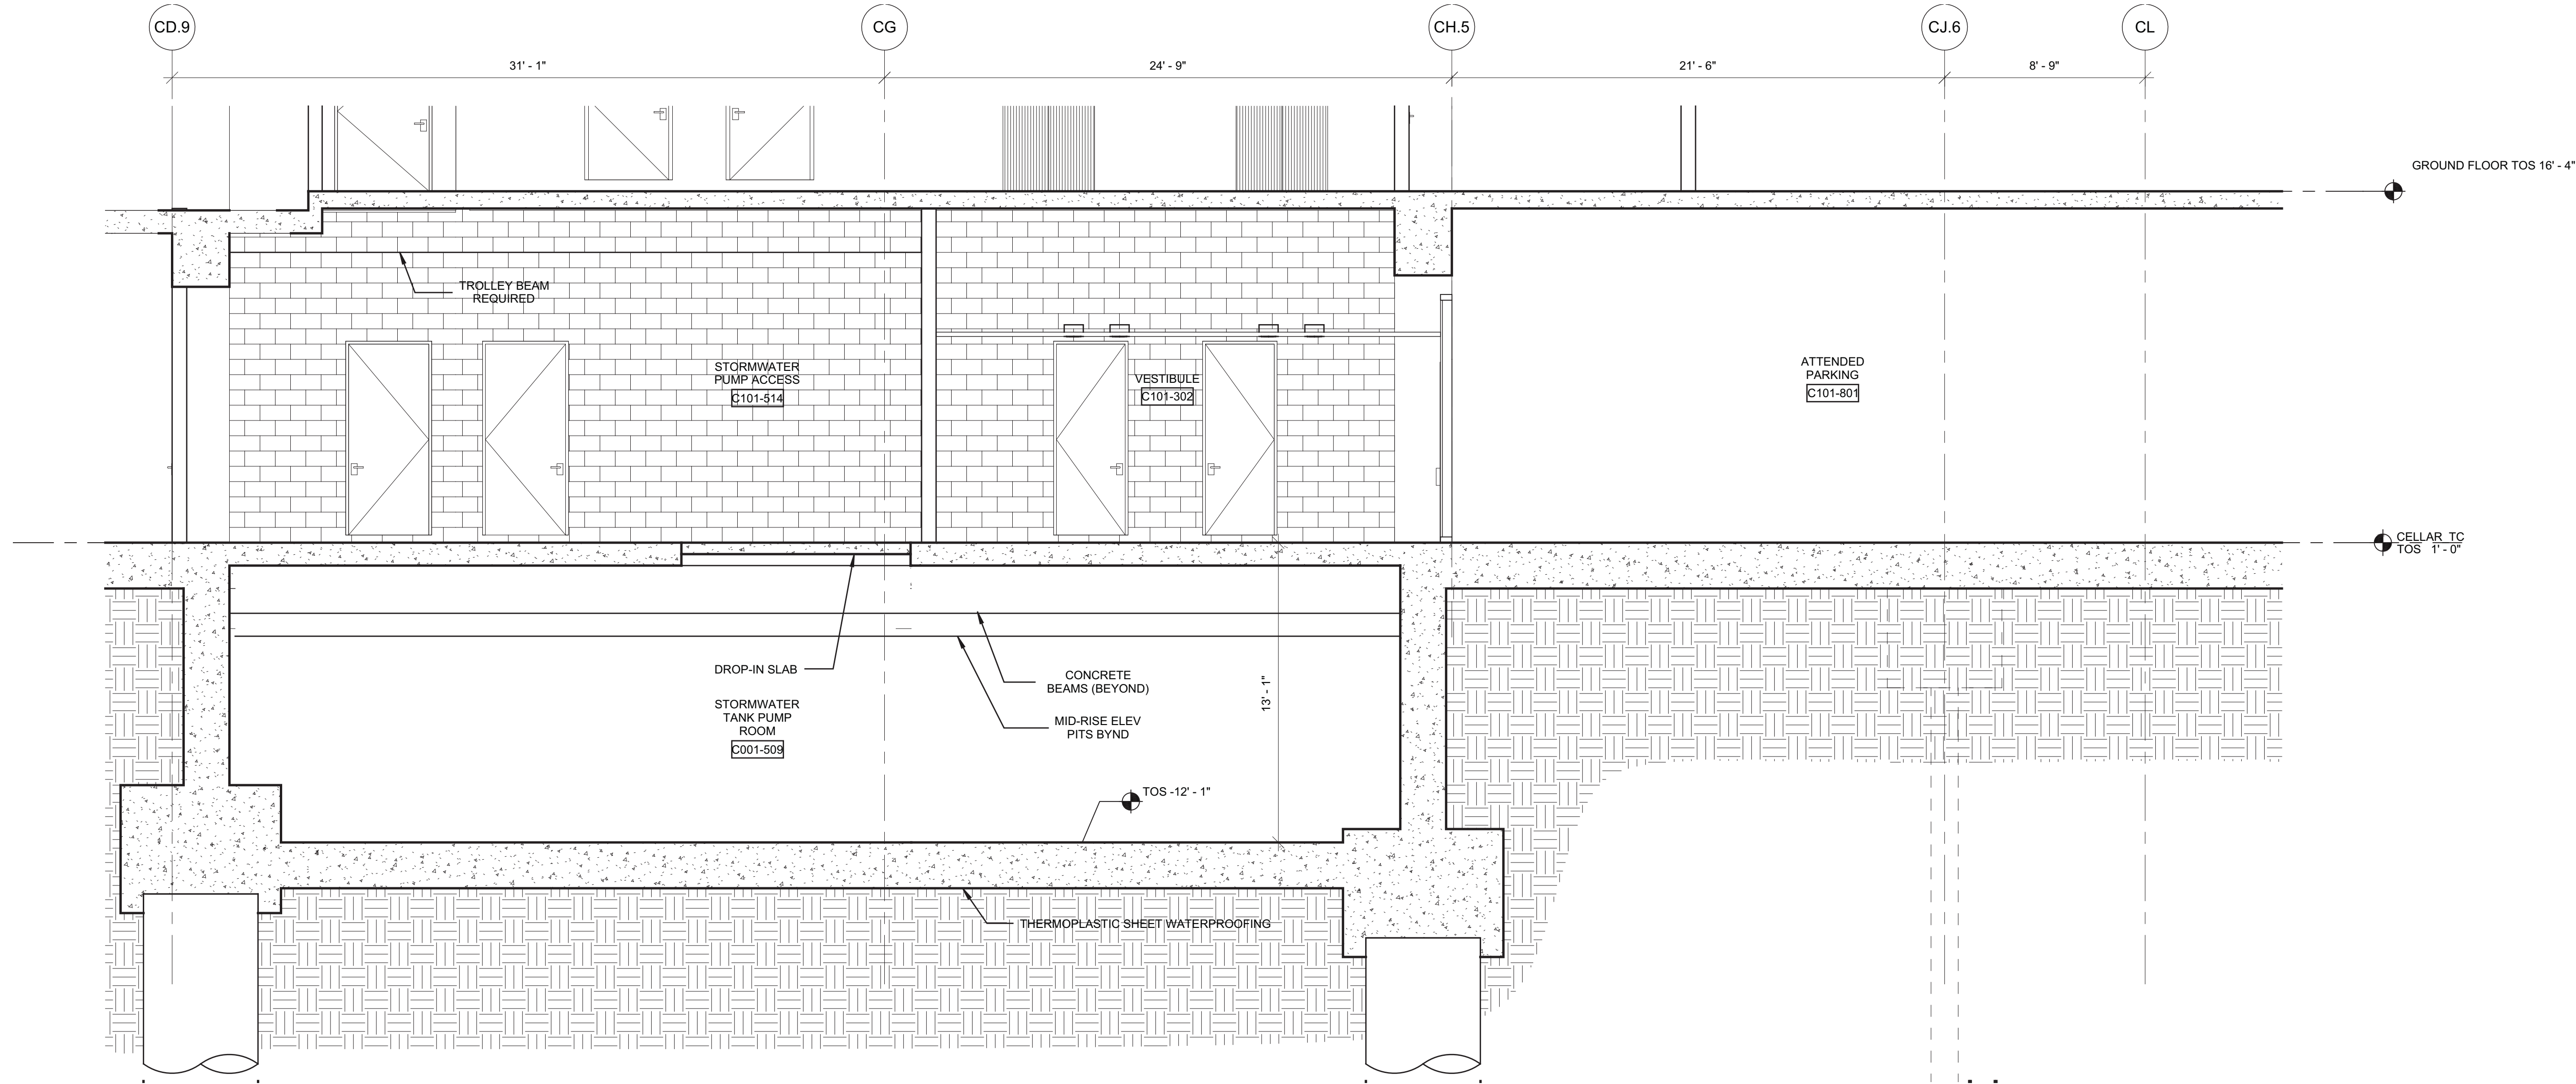 CD.9
CG
CH.5
CJ.6
CL
31' - 1"
24' - 9"
21' - 6"
8' - 9"
GROUND FLOOR TOS 16' - 4"
TROLLEY BEAM
REQUIRED
STORMWATER
PUMP ACCESS
C101-514
VESTIBULE
C101-302
ATTENDED
PARKING
C101-801
CELLAR TC
TOS 1' - 0"
DROP-IN SLAB
CONCRETE
BEAMS (BEYOND)
STORMWATER
TANK PUMP
ROOM
C001-509
MID-RISE ELEV
PITS BYND
13' - 1"
TOS -12' - 1"
THERMOPLASTIC SHEET WATERPROOFING